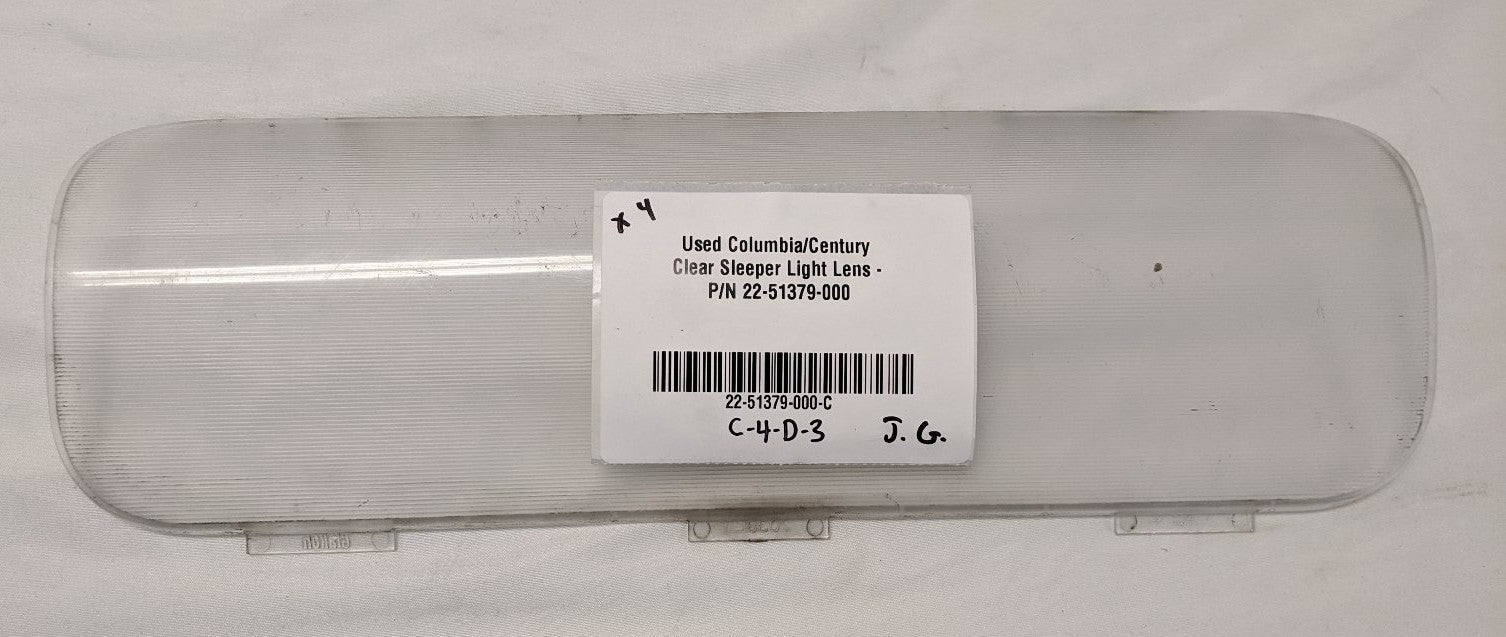 x 4
Used Columbia/Century
Clear Sleeper Light Lens -
P/N 22-51379-000
22-51379-000-C
C-4-D-3 J. G.